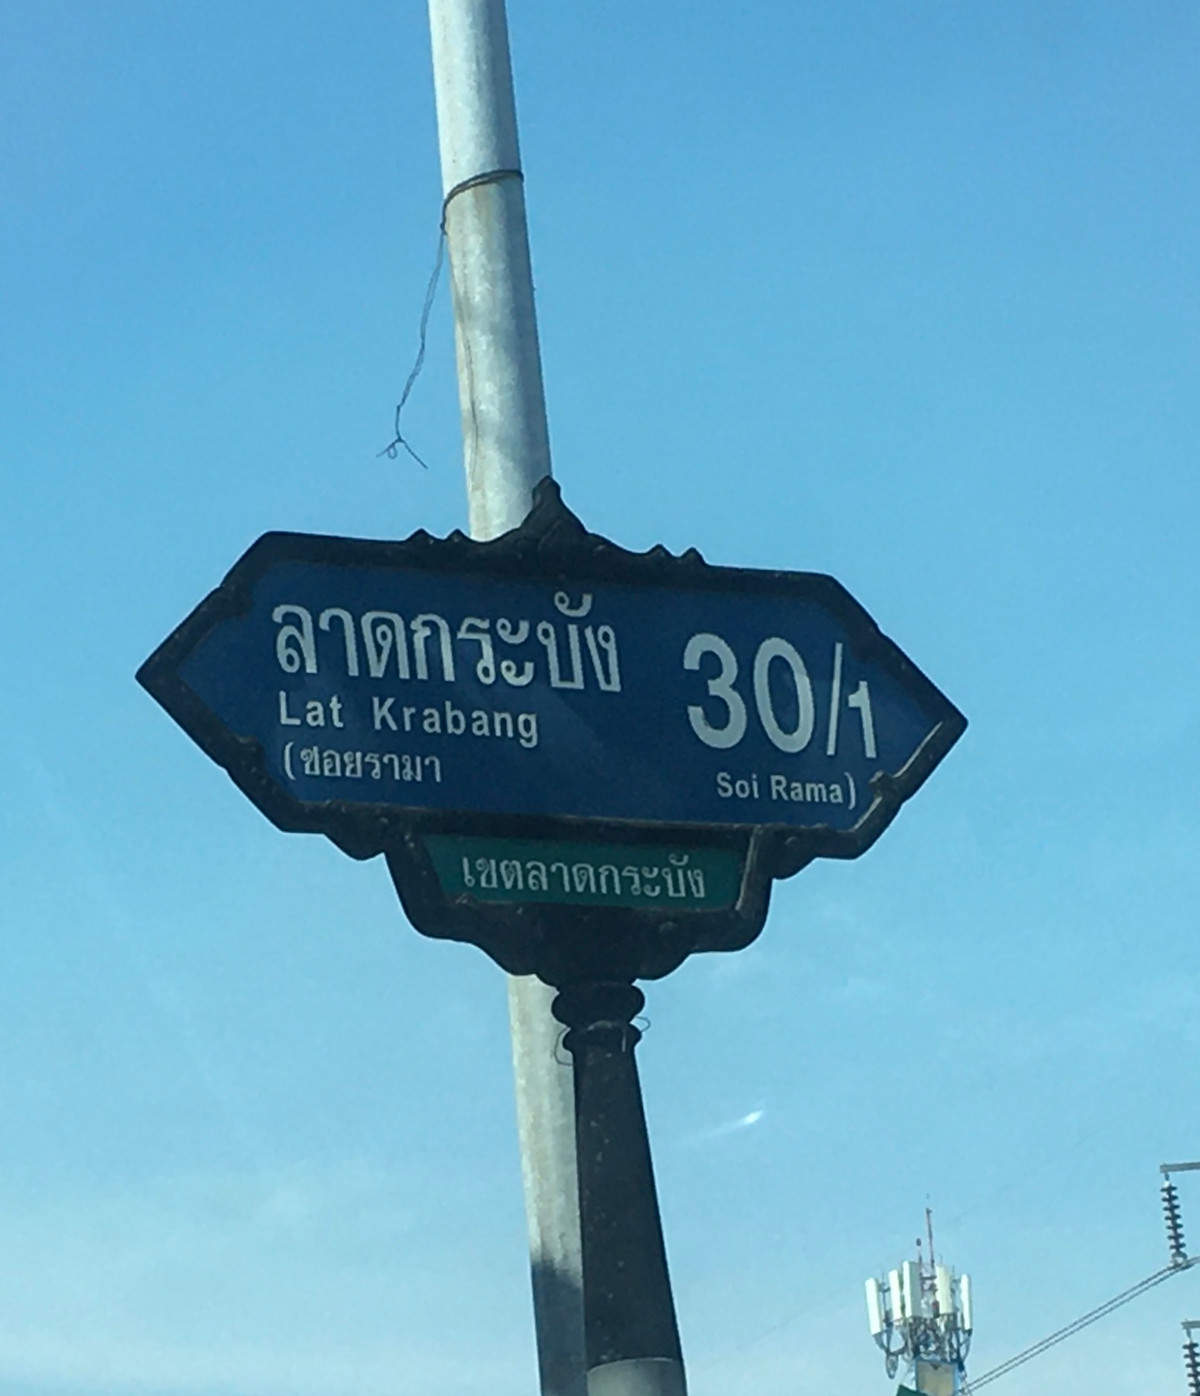 ลาดกระบัง 30/1
Lat Krabang
(ซอยรามา Soi Rama)
เขตลาดกระบัง